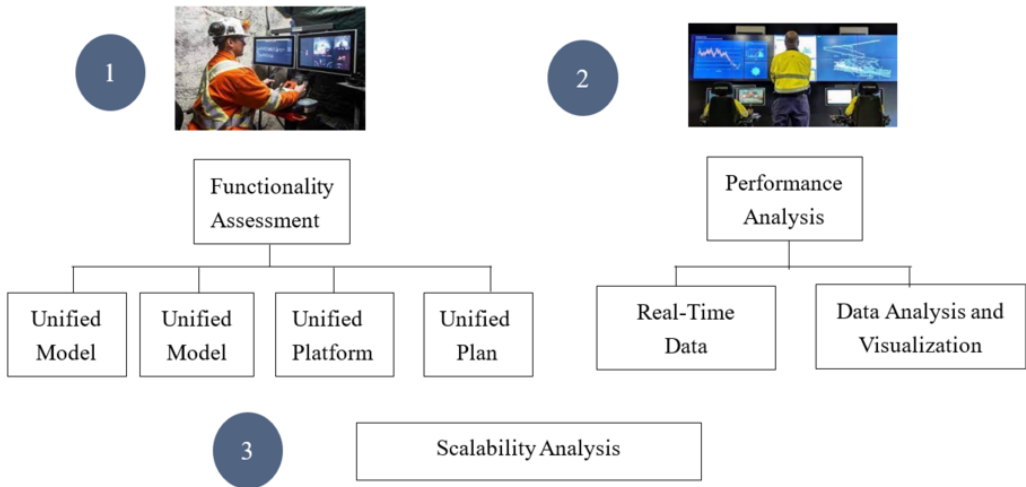 1
2
Functionality
Assessment
Performance
Analysis
Unified
Model
Unified
Model
Unified
Platform
Unified
Plan
Real-Time
Data
Data Analysis and
Visualization
3
Scalability Analysis